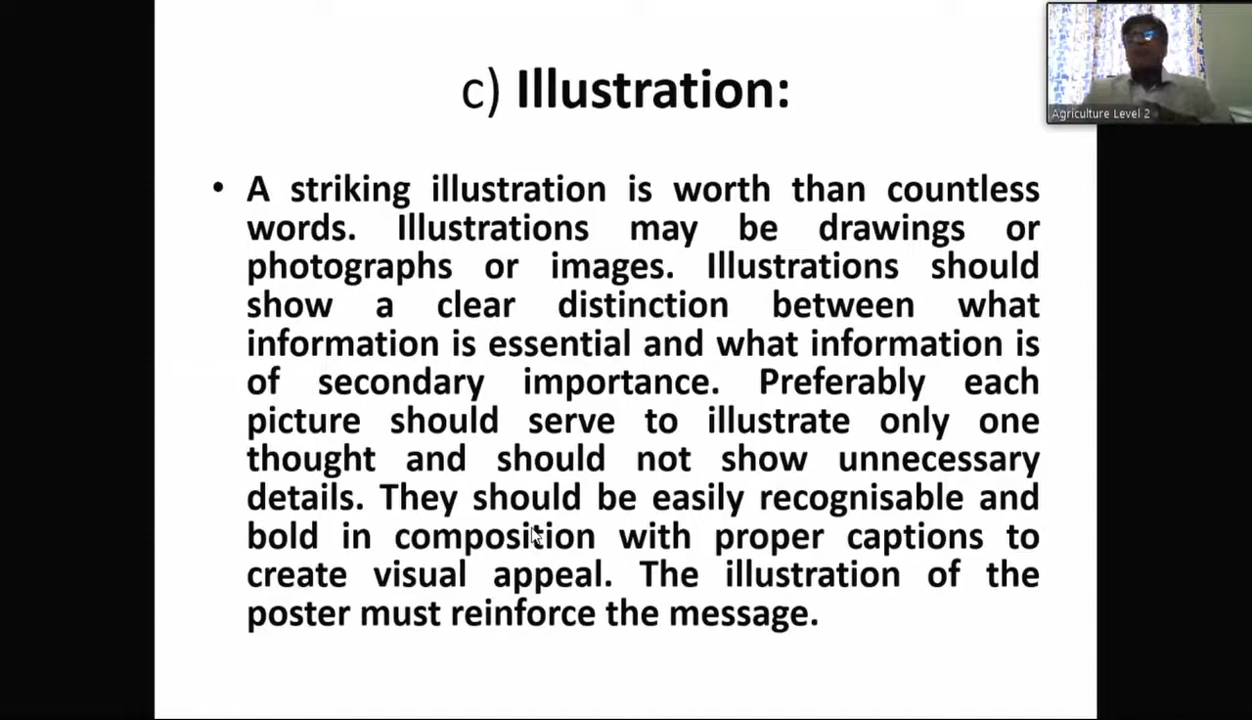 c) Illustration:
• A striking illustration is worth than countless
words. Illustrations may be drawings or
photographs or images. Illustrations should
show a clear distinction between what
information is essential and what information is
of secondary importance. Preferably each
picture should serve to illustrate only one
thought and should not show unnecessary
details. They should be easily recognisable and
bold in composition with proper captions to
create visual appeal. The illustration of the
poster must reinforce the message.
Agriculture Level 2